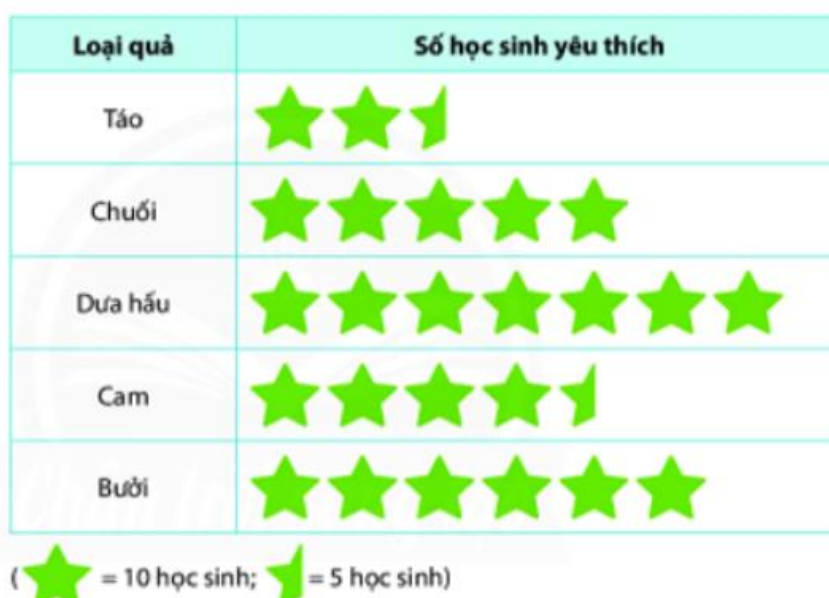 Loại quả Số học sinh yêu thích
Táo
Chuối
Dưa hấu
Cam
Bưởi
( = 10 học sinh; = 5 học sinh)